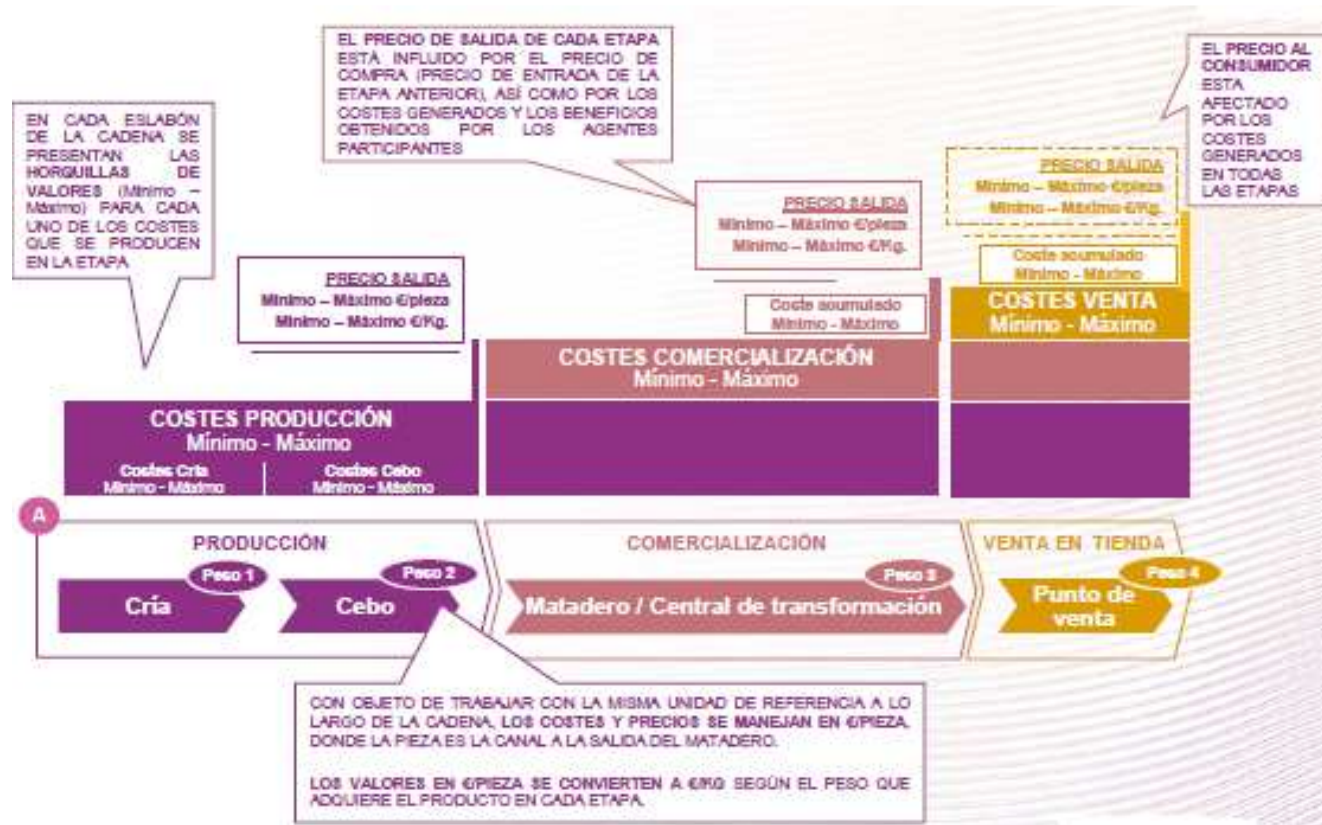 EL PRECIO DE SALIDA DE CADA ETAPA
ESTÁ INFLUIDO POR EL PRECIO DE
COMPRA (PRECIO DE ENTRADA DE LA
ETAPA ANTERIOR), ASÍ COMO POR LOS
COSTES GENERADOS Y LOS BENEFICIOS
OBTENIDOS POR LOS AGENTES
PARTICIPANTES
EL PRECIO AL
CONSUMIDOR
ESTA
AFECTADO
POR LOS
COSTES
GENERADOS
EN TODAS
LAS ETAPAS
EN CADA ESLABÓN
DE LA CADENA SE
PRESENTAN LAS
HORQUILLAS DE
VALORES (Mínimo –
Máximo) PARA CADA
UNO DE LOS COSTES
QUE SE PRODUCEN
EN LA ETAPA
PRECIO SALIDA
Mínimo – Máximo €/pieza
Mínimo – Máximo €/Kg.
PRECIO SALIDA
Mínimo – Máximo €/pieza
Mínimo – Máximo €/Kg.
PRECIO SALIDA
Mínimo – Máximo €/pieza
Mínimo – Máximo €/Kg.
Coste acumulado
Mínimo - Máximo
Coste acumulado
Mínimo - Máximo
COSTES VENTA
Mínimo - Máximo
COSTES COMERCIALIZACIÓN
Mínimo - Máximo
COSTES PRODUCCIÓN
Mínimo - Máximo
Costes Cría
Mínimo - Máximo
Costes Cebo
Mínimo - Máximo
A
PRODUCCIÓN
COMERCIALIZACIÓN
VENTA EN TIENDA
Peso 1
Peso 2
Peso 3
Peso 4
Cría
Cebo
Matadero / Central de transformación
Punto de
venta
CON OBJETO DE TRABAJAR CON LA MISMA UNIDAD DE REFERENCIA A LO
LARGO DE LA CADENA, LOS COSTES Y PRECIOS SE MANEJAN EN €/PIEZA,
DONDE LA PIEZA ES LA CANAL A LA SALIDA DEL MATADERO.
LOS VALORES EN €/PIEZA SE CONVIERTEN A €/KG SEGÚN EL PESO QUE
ADQUIERE EL PRODUCTO EN CADA ETAPA.